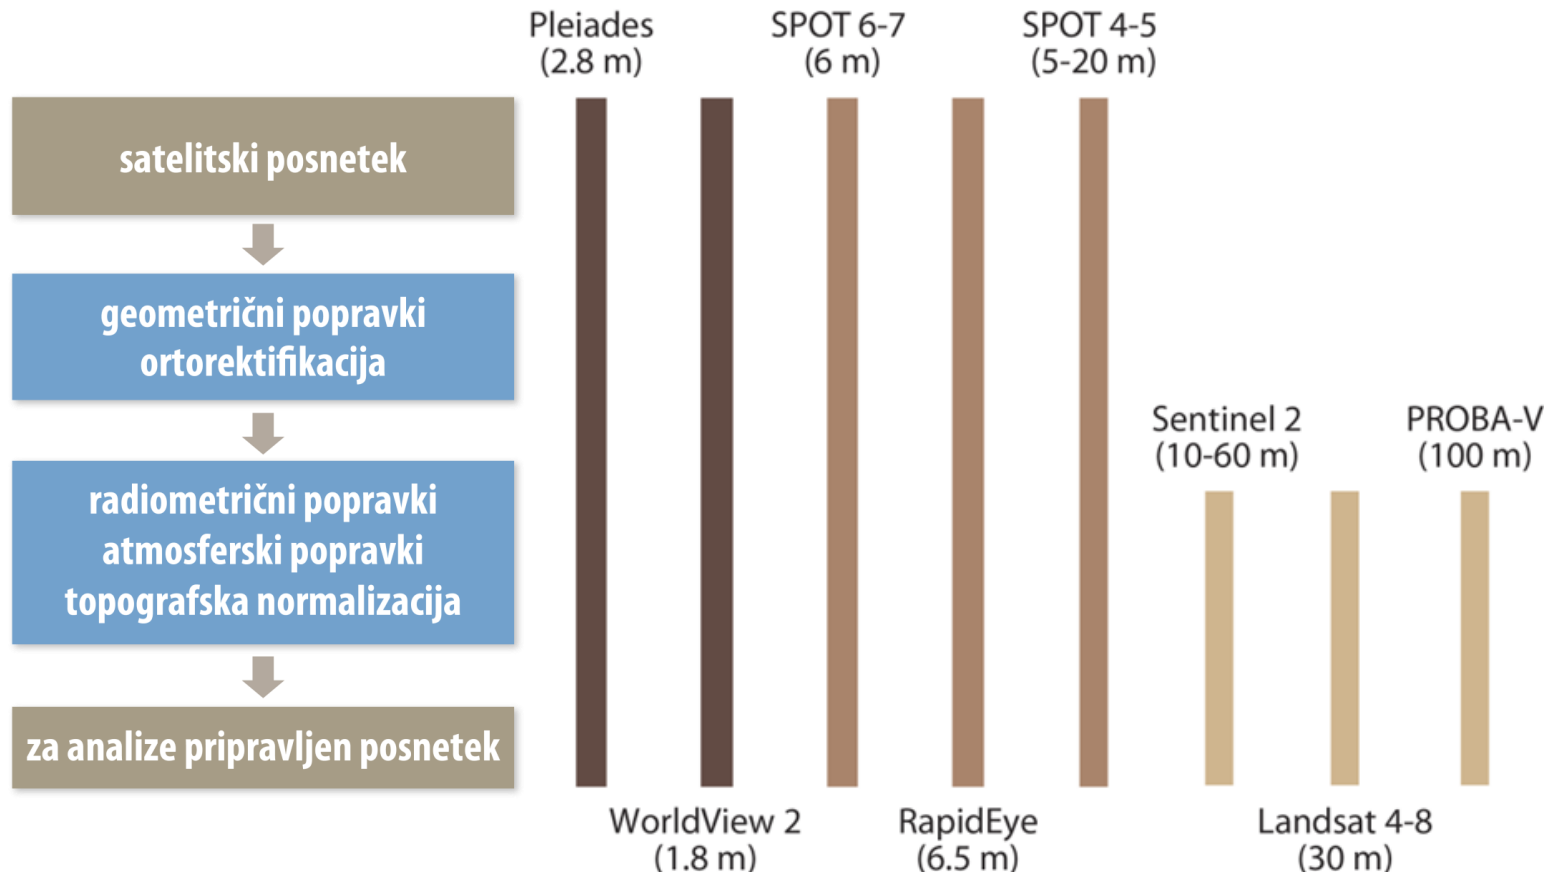 Pleiades
(2.8 m)
SPOT 6-7
(6 m)
SPOT 4-5
(5-20 m)
satelitski posnetek
geometrični popravki
ortorektifikacija
Sentinel 2
(10-60 m)
PROBA-V
(100 m)
radiometrični popravki
atmosferski popravki
topografska normalizacija
za analize pripravljen posnetek
WorldView 2
(1.8 m)
RapidEye
(6.5 m)
Landsat 4-8
(30 m)